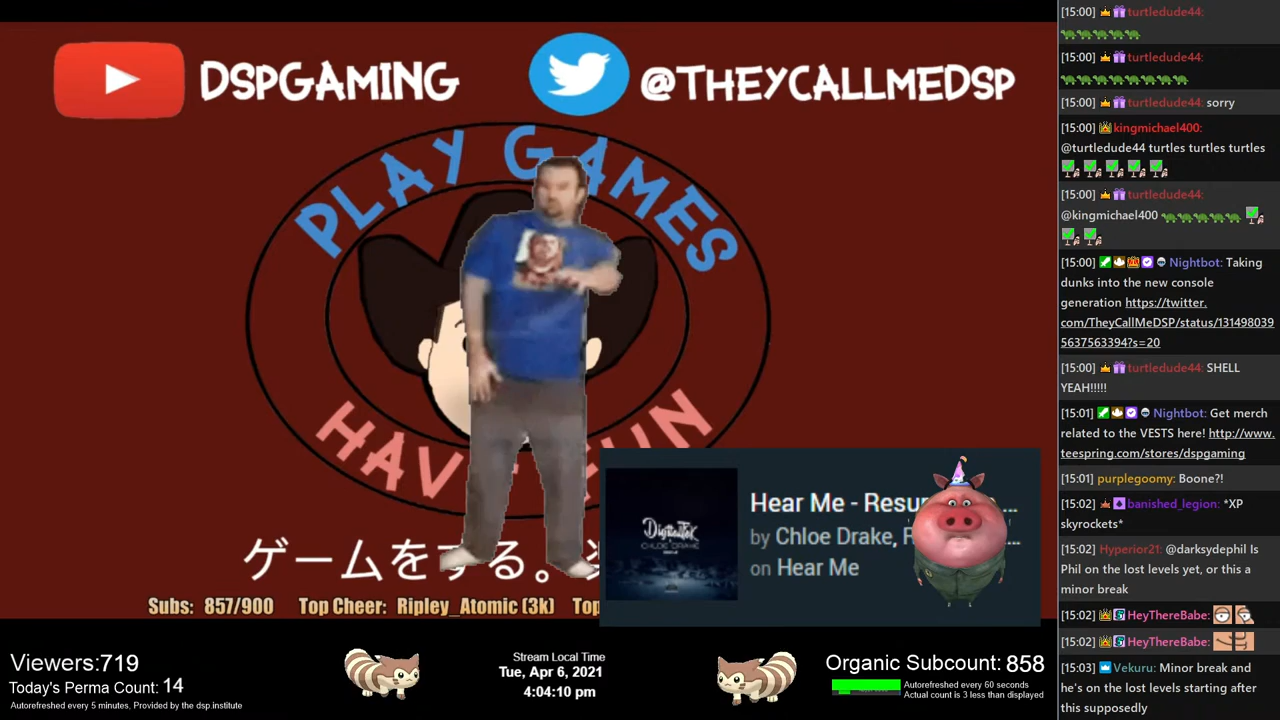 DSPGAMING
@THEYCALLMEDSP
PLAY GAMES
HAV
UN
ゲームをする。
Hear Me - Resu
...
by Chloe Drake,
...
on Hear Me
CHLOE DRAKE
Subs: 857/900 Top Cheer: Ripley_Atomic (3k) Top
Viewers:719
Today's Perma Count: 14
Autorefreshed every 5 minutes, Provided by the dsp.institute
Stream Local Time
Tue, Apr 6, 2021
4:04:10 pm
Organic Subcount: 858
Autorefreshed every 60 seconds
Actual count is 3 less than displayed
[15:00] turtledude44:
[15:00] turtledude44:
[15:00] turtledude44: sorry
[15:00] kingmichael400:
@turtledude44 turtles turtles turtles
[15:00] turtledude44:
@kingmichael400
[15:00] Nightbot: Taking
dunks into the new console
generation https://twitter.
com/TheyCallMeDSP/status/131498039
5637563394?s=20
[15:00] turtledude44: SHELL
YEAH!!!!!
[15:01] Nightbot: Get merch
related to the VESTS here! http://www.
teespring.com/stores/dspgaming
[15:01] purplegoomy: Boone?!
[15:02] banished_legion: *XP
skyrockets*
[15:02] Hyperior21: @darksydephil Is
Phil on the lost levels yet, or this a
minor break
[15:02] HeyThereBabe:
[15:02] HeyThereBabe:
[15:03] Vekuru: Minor break and
he's on the lost levels starting after
this supposedly